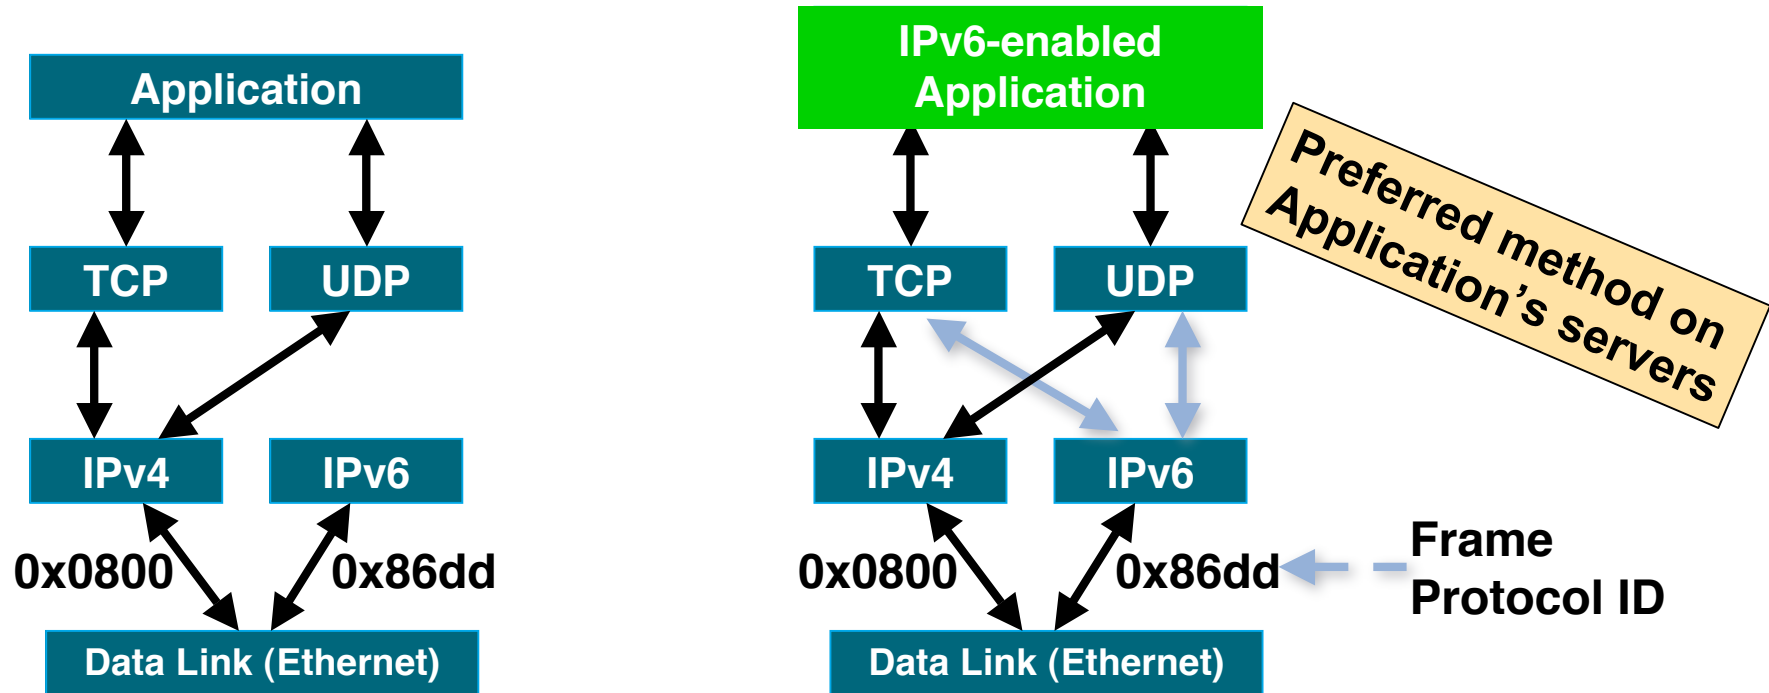 Application
TCP
UDP
IPv4
IPv6
0x0800
0x86dd
Data Link (Ethernet)
IPv6-enabled
Application
TCP
UDP
IPv4
IPv6
0x0800
0x86dd
Data Link (Ethernet)
Preferred method on
Application’s servers
Frame
Protocol ID